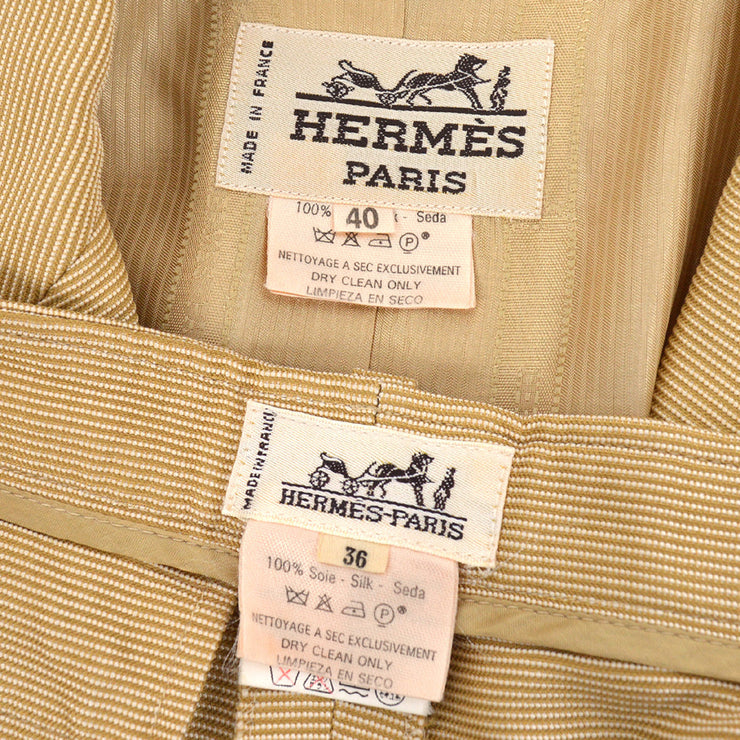 MADE IN FRANCE
HERMÈS
PARIS
100% 40 k - Seda
P ®
NETTOYAGE A SEC EXCLUSIVEMENT
DRY CLEAN ONLY
LIMPIEZA EN SECO
MADE IN FRANCE
HERMÈS-PARIS
36
100% Soie - Silk - Seda
P ®
NETTOYAGE A SEC EXCLUSIVEMENT
DRY CLEAN ONLY
LIMPIEZA EN SECO